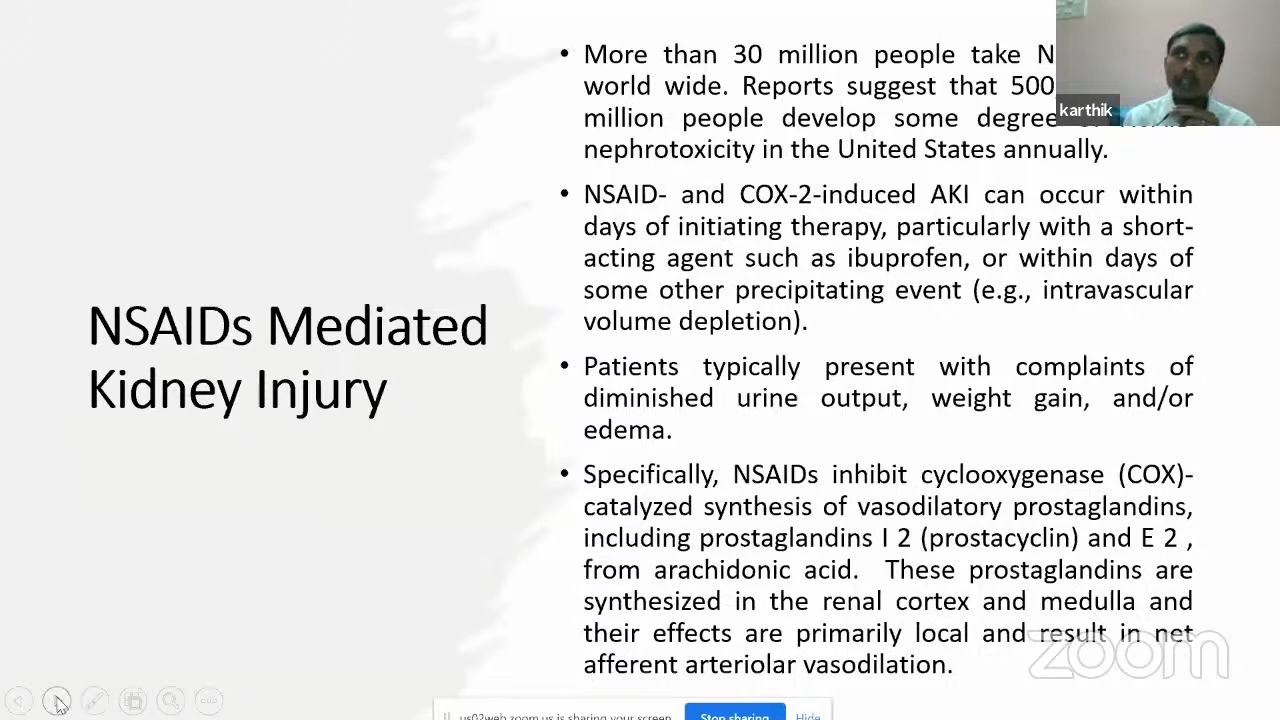 NSAIDs Mediated
Kidney Injury
• More than 30 million people take N
world wide. Reports suggest that 500
million people develop some degree
nephrotoxicity in the United States annually.
• NSAID- and COX-2-induced AKI can occur within
days of initiating therapy, particularly with a short-
acting agent such as ibuprofen, or within days of
some other precipitating event (e.g., intravascular
volume depletion).
• Patients typically present with complaints of
diminished urine output, weight gain, and/or
edema.
• Specifically, NSAIDs inhibit cyclooxygenase (COX)-
catalyzed synthesis of vasodilatory prostaglandins,
including prostaglandins I 2 (prostacyclin) and E 2 ,
from arachidonic acid. These prostaglandins are
synthesized in the renal cortex and medulla and
their effects are primarily local and result in net
afferent arteriolar vasodilation.
karthik
zoom
us02web.zoom.us is sharing your screen.
Stop sharing
Hide